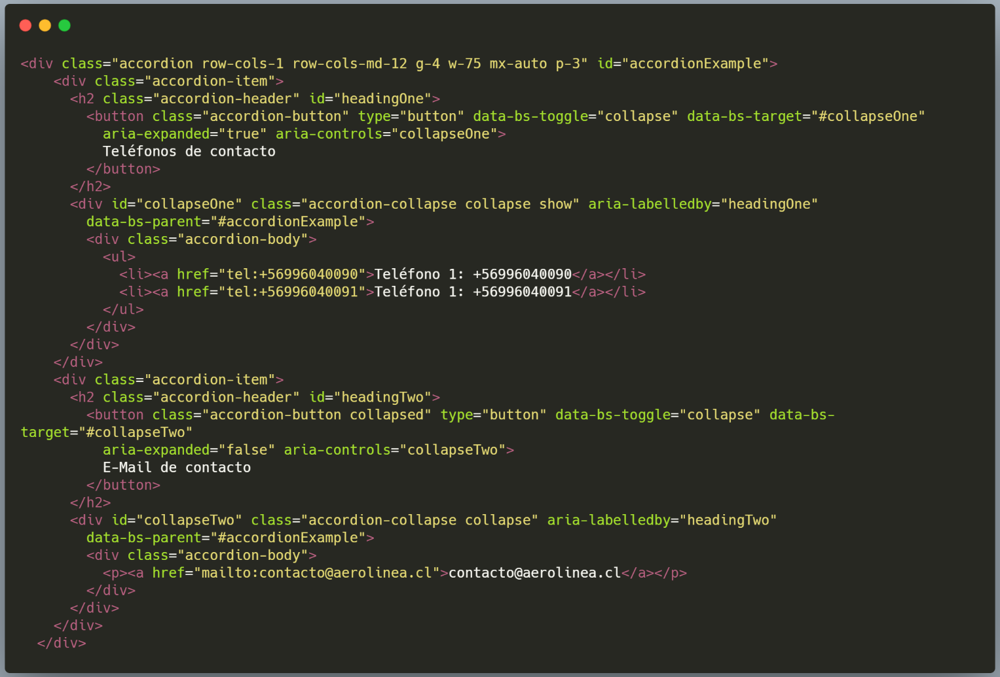 <div class="accordion row-cols-1 row-cols-md-12 g-4 w-75 mx-auto p-3" id="accordionExample">
    <div class="accordion-item">
      <h2 class="accordion-header" id="headingOne">
        <button class="accordion-button" type="button" data-bs-toggle="collapse" data-bs-target="#collapseOne"
          aria-expanded="true" aria-controls="collapseOne">
          Teléfonos de contacto
        </button>
      </h2>
      <div id="collapseOne" class="accordion-collapse collapse show" aria-labelledby="headingOne"
        data-bs-parent="#accordionExample">
        <div class="accordion-body">
          <ul>
            <li><a href="tel:+56996040090">Teléfono 1: +56996040090</a></li>
            <li><a href="tel:+56996040091">Teléfono 1: +56996040091</a></li>
          </ul>
        </div>
      </div>
    </div>
    <div class="accordion-item">
      <h2 class="accordion-header" id="headingTwo">
        <button class="accordion-button collapsed" type="button" data-bs-toggle="collapse" data-bs-
target="#collapseTwo"
          aria-expanded="false" aria-controls="collapseTwo">
          E-Mail de contacto
        </button>
      </h2>
      <div id="collapseTwo" class="accordion-collapse collapse" aria-labelledby="headingTwo"
        data-bs-parent="#accordionExample">
        <div class="accordion-body">
          <p><a href="mailto:contacto@aerolinea.cl">contacto@aerolinea.cl</a></p>
        </div>
      </div>
    </div>
  </div>